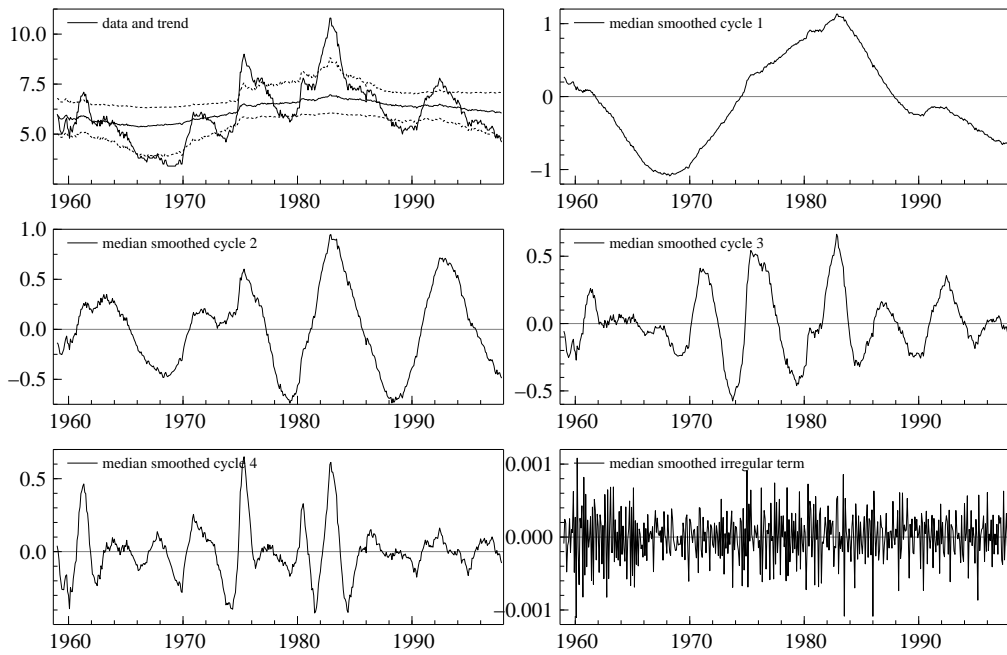 data and trend
10.0
7.5
5.0
1960 1970 1980 1990
median smoothed cycle 1
1
0
−1
1960 1970 1980 1990
median smoothed cycle 2
1.0
0.5
0.0
−0.5
1960 1970 1980 1990
median smoothed cycle 3
0.5
0.0
−0.5
1960 1970 1980 1990
median smoothed cycle 4
0.5
0.0
1960 1970 1980 1990
median smoothed irregular term
0.001
0.000
−0.001
1960 1970 1980 1990